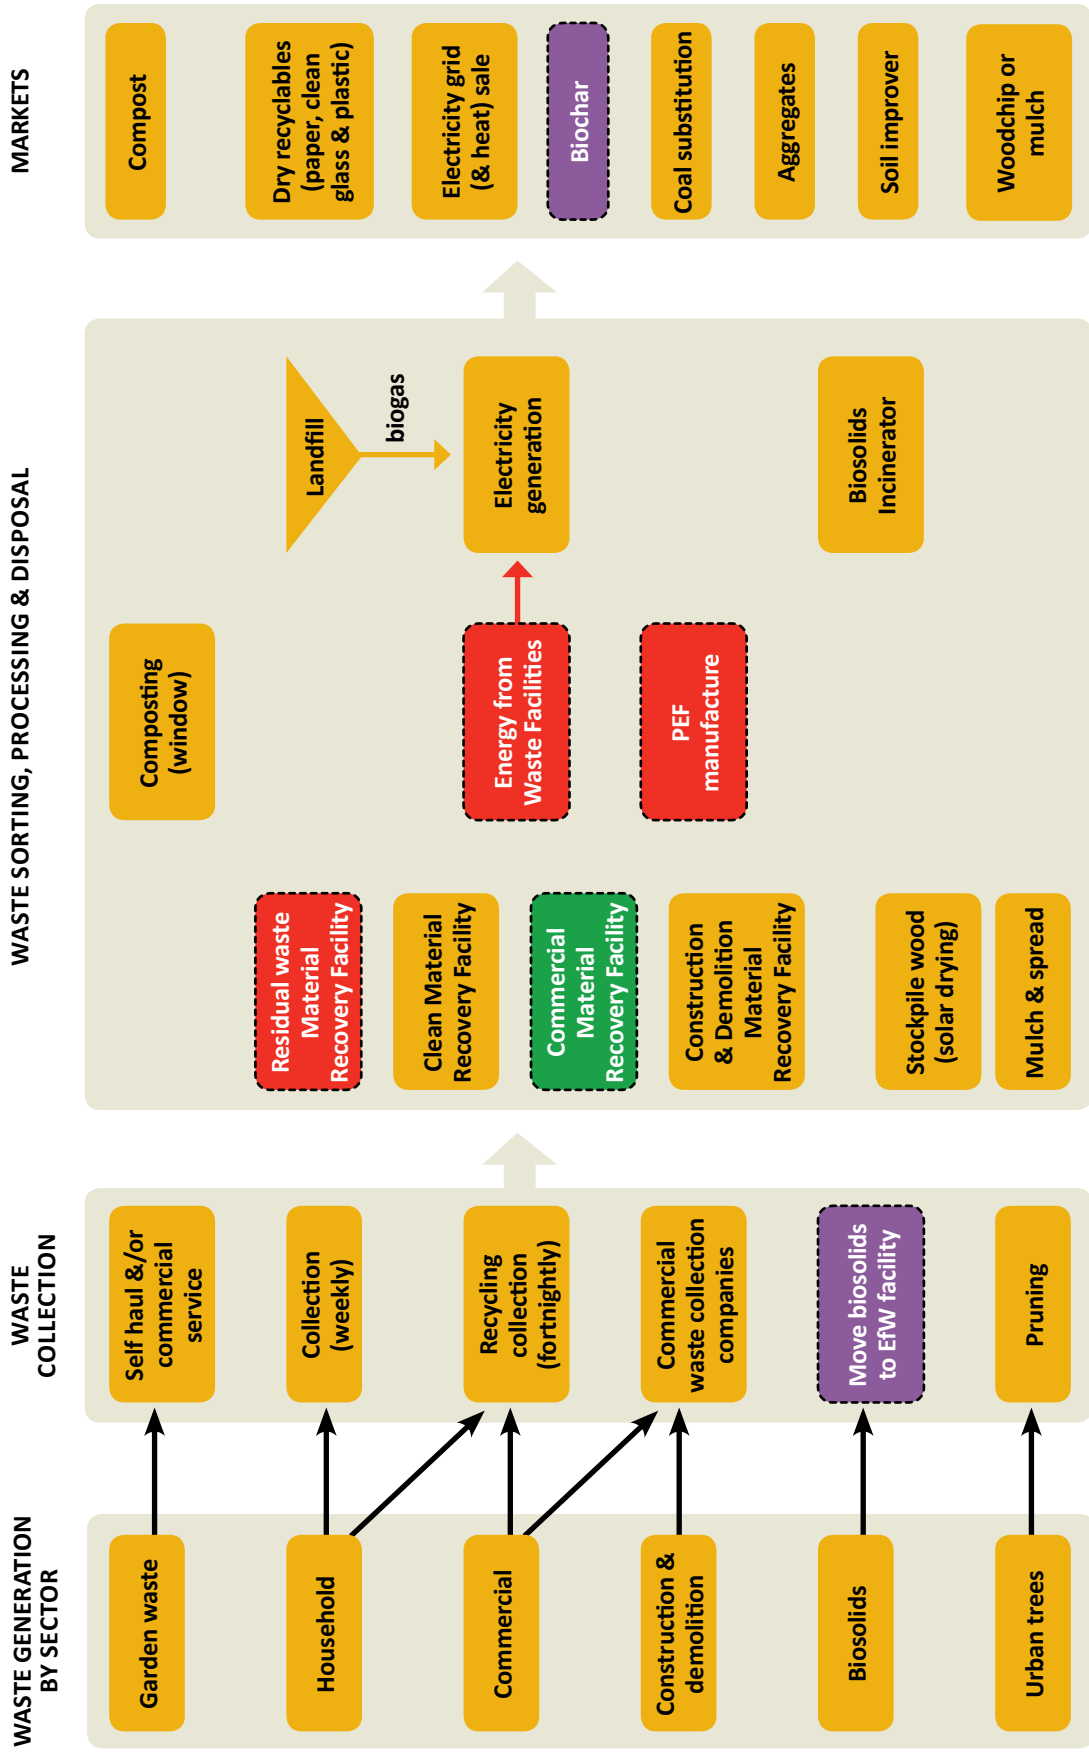 WASTE GENERATION
BY SECTOR
Garden waste
Household
Commercial
Construction &
demolition
Biosolids
Urban trees
WASTE
COLLECTION
Self haul &/or
commercial
service
Collection
(weekly)
Recycling
collection
(fortnightly)
Commercial
waste collection
companies
Move biosolids
to EfW facility
Pruning
WASTE SORTING, PROCESSING & DISPOSAL
Residual waste
Material
Recovery Facility
Clean Material
Recovery Facility
Commercial
Material
Recovery Facility
Construction
& Demolition
Material
Recovery Facility
Stockpile wood
(solar drying)
Mulch & spread
Composting
(window)
Energy from
Waste Facilities
PEF
manufacture
Landfill
biogas
Electricity
generation
Biosolids
Incinerator
MARKETS
Compost
Dry recyclables
(paper, clean
glass & plastic)
Electricity grid
(& heat) sale
Biochar
Coal substitution
Aggregates
Soil improver
Woodchip or
mulch